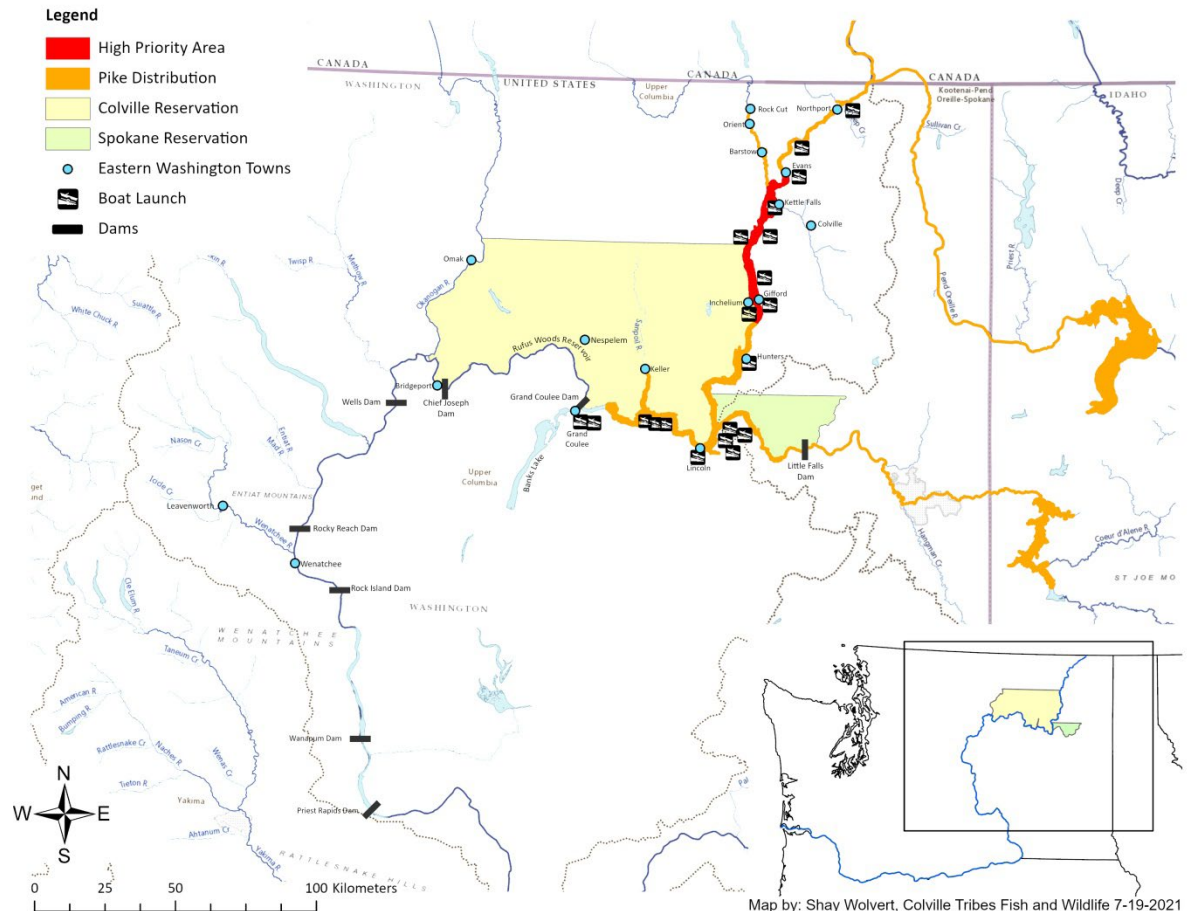 Legend
High Priority Area
Pike Distribution
Colville Reservation
Spokane Reservation
Eastern Washington Towns
Boat Launch
Dams
CANADA
UNITED STATES
CANADA
CANADA
WASHINGTON
Upper
Columbia
Kootenai-Pend
Oreille-Spokane
IDAHO
Rock Cut
Northport
Orient
Sullivan Cr
Barstow
Evans
Deep Cr
Kettle Falls
Colville
Priest R
Pend Oreille R
Twisp R
Methow R
Suiattle R
White Chuck R
Omak
Okanogan R
Gifford
Inchelium
Sanpoil R
Nespelem
Rufus Woods Reservoir
Hunters
Keller
Bridgeport
Chief Joseph
Dam
Wells Dam
Grand Coulee Dam
Grand
Coulee
Banks Lake
Upper
Columbia
Lincoln
Little Falls
Dam
Nason Cr
Entiat R
Mad R
Icicle Cr
ENTIAT MOUNTAINS
Leavenworth
Wenatchee R
Rocky Reach Dam
Wenatchee
Rock Island Dam
Hangman Cr
Coeur d'Alene R
ST JOE MO
WASHINGTON
Cle Elum R
WENATCHEE
MOUNTAINS
Taneum Cr
American R
Bumping R
Rattlesnake Cr
Naches R
Wenas Cr
Tieton R
Wanapum Dam
Priest Rapids Dam
Yakima
Ahtanum Cr
Yakima R
RATTLESNAKE HILLS
N
W E
S
0 25 50 100 Kilometers
Map by: Shay Wolvert, Colville Tribes Fish and Wildlife 7-19-2021